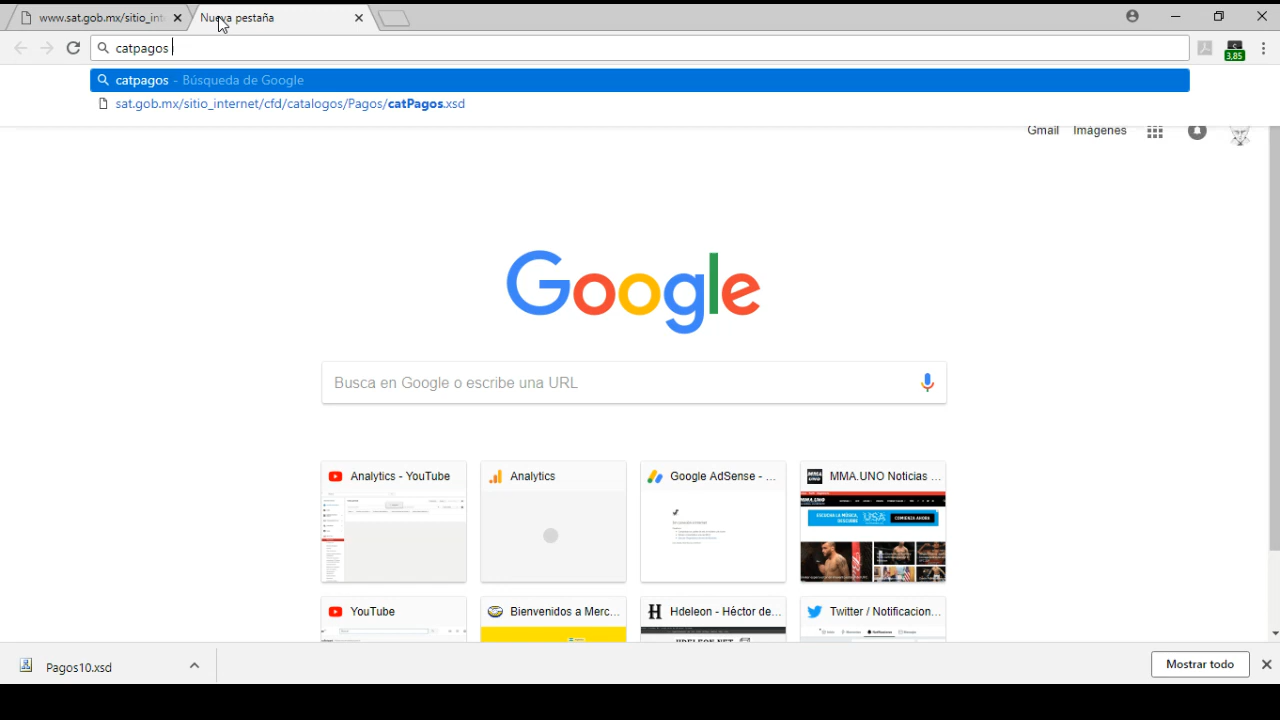 www.sat.gob.mx/sitio_int
Nueva pestaña
catpagos
3,85
catpagos - Búsqueda de Google
sat.gob.mx/sitio_internet/cfd/catalogos/Pagos/catPagos.xsd
Gmail Imágenes
Google
Busca en Google o escribe una URL
Analytics - YouTube
Analytics
Google AdSense - ...
MMA.UNO Noticias ...
YouTube
Bienvenidos a Merc...
Hdeleon - Héctor de...
Twitter / Notificacion...
Pagos10.xsd
Mostrar todo